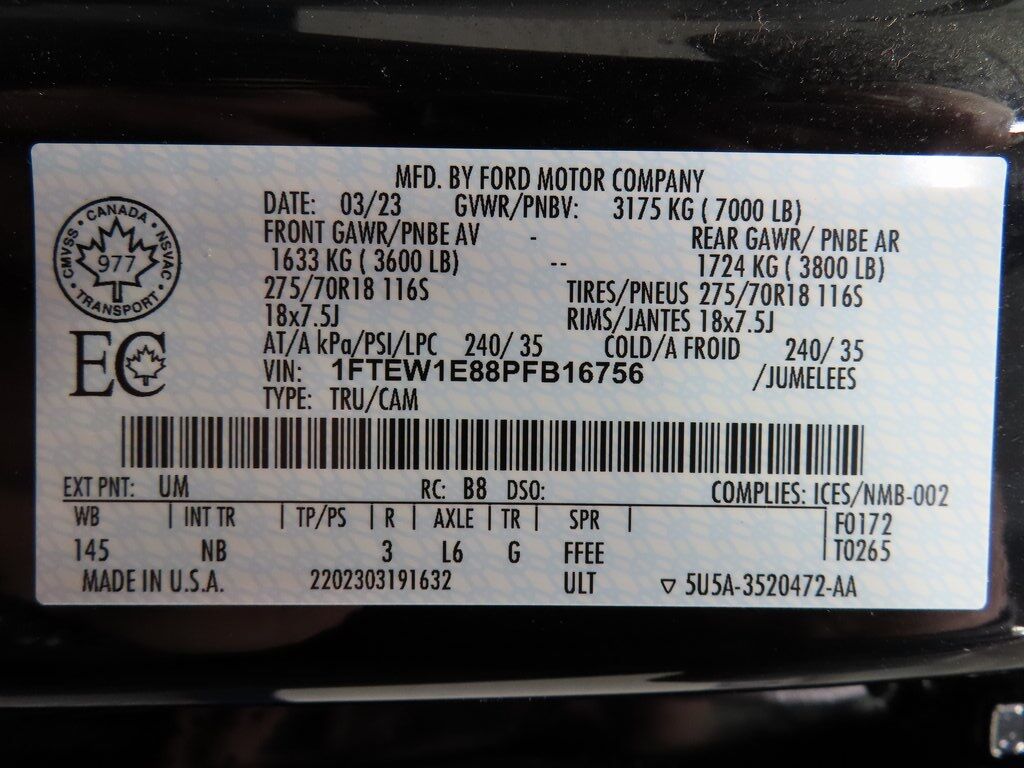 MFD. BY FORD MOTOR COMPANY
DATE: 03/23 GVWR/PNBV: 3175 KG ( 7000 LB)
FRONT GAWR/PNBE AV - REAR GAWR/ PNBE AR
1633 KG ( 3600 LB) -- 1724 KG ( 3800 LB)
275/70R18 116S TIRES/PNEUS 275/70R18 116S
18x7.5J RIMS/JANTES 18x7.5J
AT/A kPa/PSI/LPC 240/ 35 COLD/A FROID 240/ 35
VIN: 1FTEW1E88PFB16756 /JUMELEES
TYPE: TRU/CAM
CANADA • NSVAC • TRANSPORT • CMVSS •
977
EC
EXT PNT: UM RC: B8 DSO: COMPLIES: ICES/NMB-002
WB | INT TR | TP/PS | R | AXLE | TR | SPR | F0172
145 NB 3 L6 G FFEE T0265
MADE IN U.S.A. 2202303191632 ULT ▽ 5U5A-3520472-AA